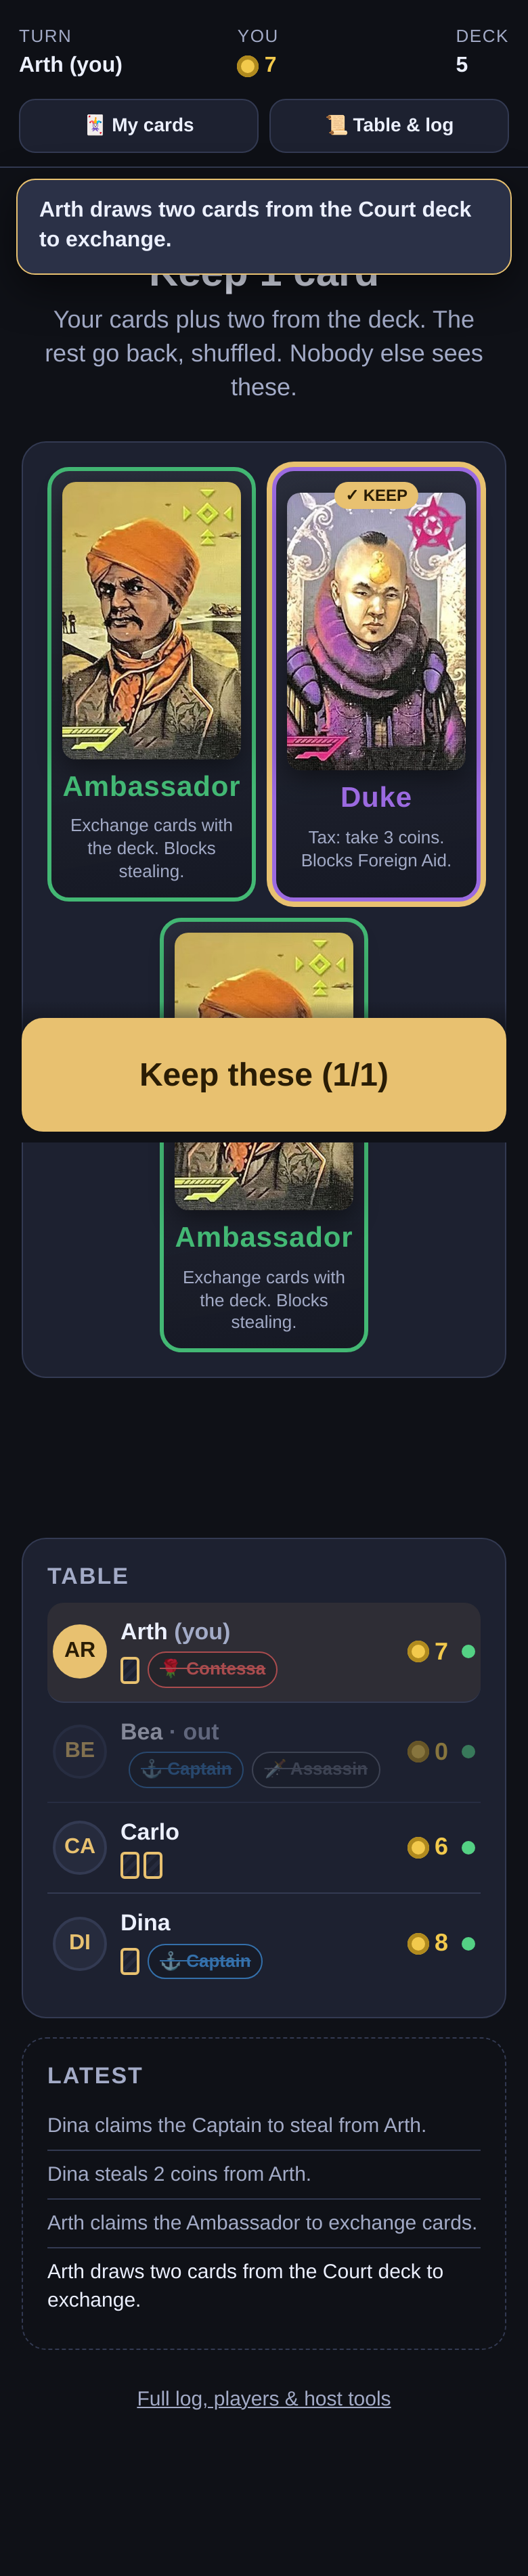 TURN YOU DECK
Arth (you) 7 5
🃏 My cards 📜 Table & log
Arth draws two cards from the Court deck
to exchange.
Keep 1 card
Your cards plus two from the deck. The
rest go back, shuffled. Nobody else sees
these.
✓ KEEP
Ambassador
Exchange cards with
the deck. Blocks
stealing.
Duke
Tax: take 3 coins.
Blocks Foreign Aid.
Keep these (1/1)
Ambassador
Exchange cards with
the deck. Blocks
stealing.
TABLE
AR Arth (you) 7
Contessa
BE Bea · out 0
Captain Assassin
CA Carlo 6
DI Dina 8
Captain
LATEST
Dina claims the Captain to steal from Arth.
Dina steals 2 coins from Arth.
Arth claims the Ambassador to exchange cards.
Arth draws two cards from the Court deck to
exchange.
Full log, players & host tools